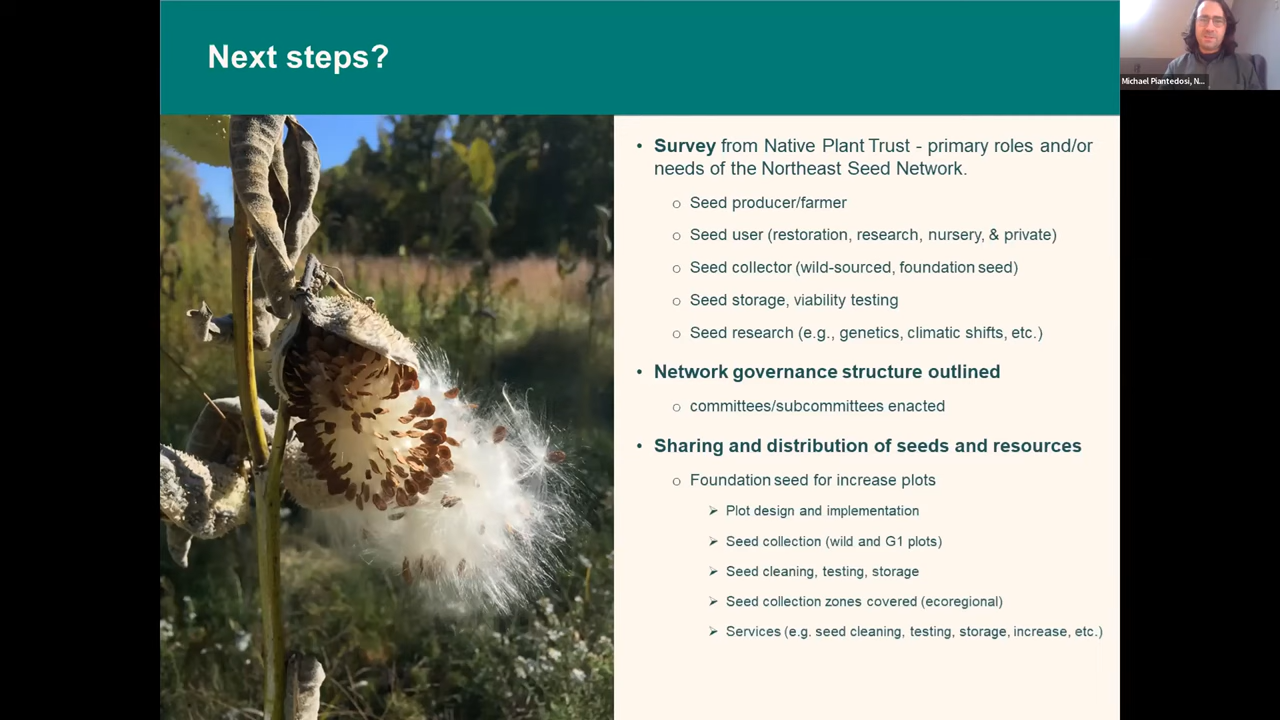 Next steps?
Michael Piantedosi, N...
• Survey from Native Plant Trust - primary roles and/or
needs of the Northeast Seed Network.
○ Seed producer/farmer
○ Seed user (restoration, research, nursery, & private)
○ Seed collector (wild-sourced, foundation seed)
○ Seed storage, viability testing
○ Seed research (e.g., genetics, climatic shifts, etc.)
• Network governance structure outlined
○ committees/subcommittees enacted
• Sharing and distribution of seeds and resources
○ Foundation seed for increase plots
➢ Plot design and implementation
➢ Seed collection (wild and G1 plots)
➢ Seed cleaning, testing, storage
➢ Seed collection zones covered (ecoregional)
➢ Services (e.g. seed cleaning, testing, storage, increase, etc.)